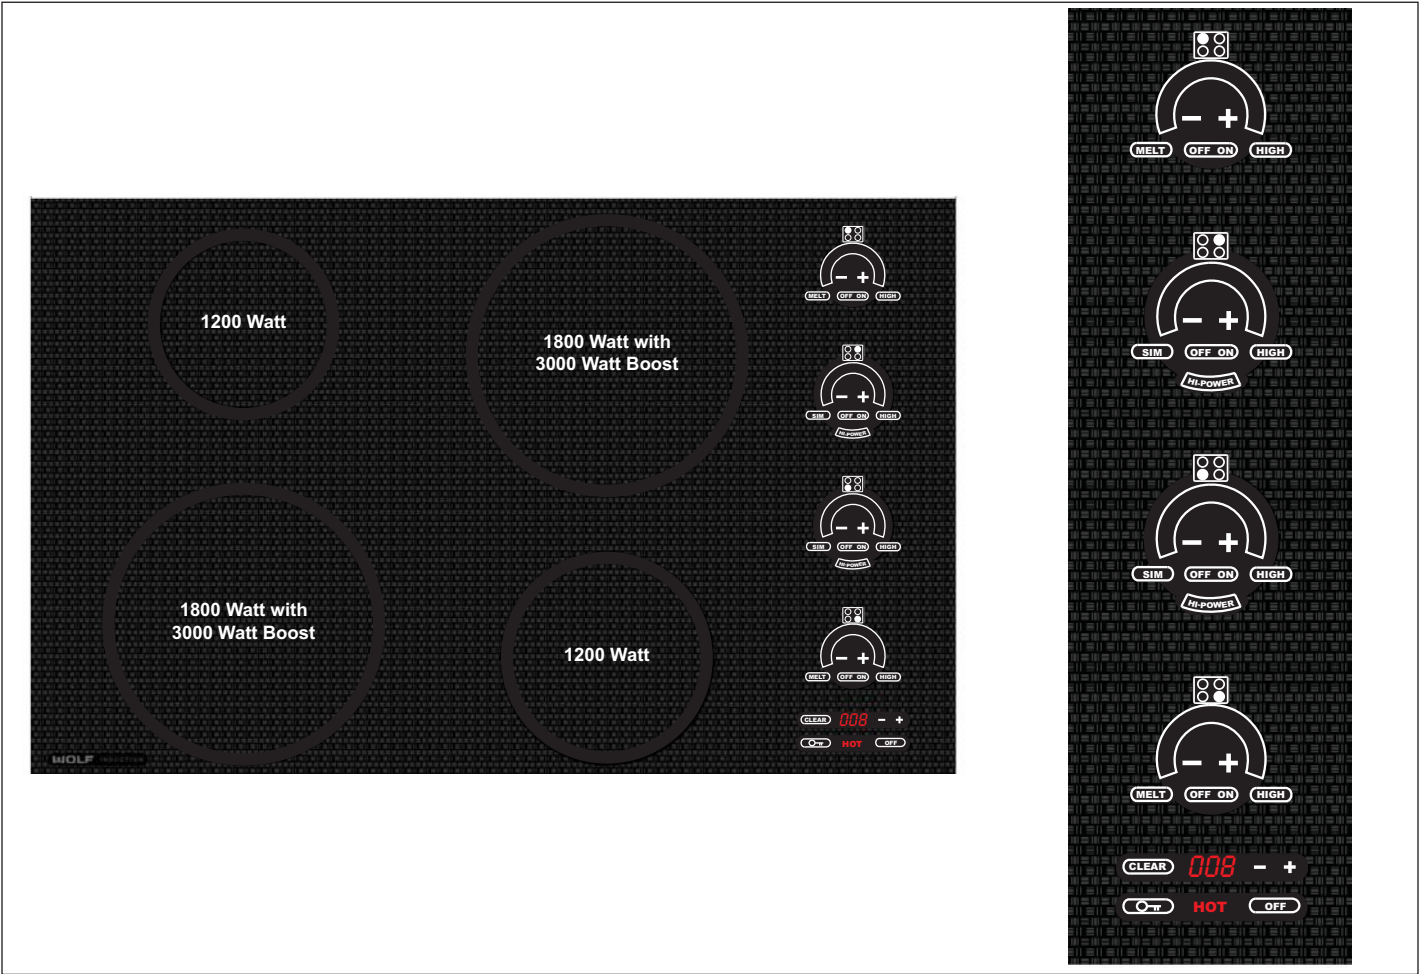 1200 Watt
1800 Watt with
3000 Watt Boost
1800 Watt with
3000 Watt Boost
1200 Watt
WOLF
MELT OFF ON HIGH
SIM OFF ON HIGH
HI-POWER
SIM OFF ON HIGH
HI-POWER
MELT OFF ON HIGH
CLEAR 008 - +
HOT OFF
- +
MELT OFF ON HIGH
- +
SIM OFF ON HIGH
HI-POWER
- +
SIM OFF ON HIGH
HI-POWER
- +
MELT OFF ON HIGH
CLEAR 008 - +
HOT OFF